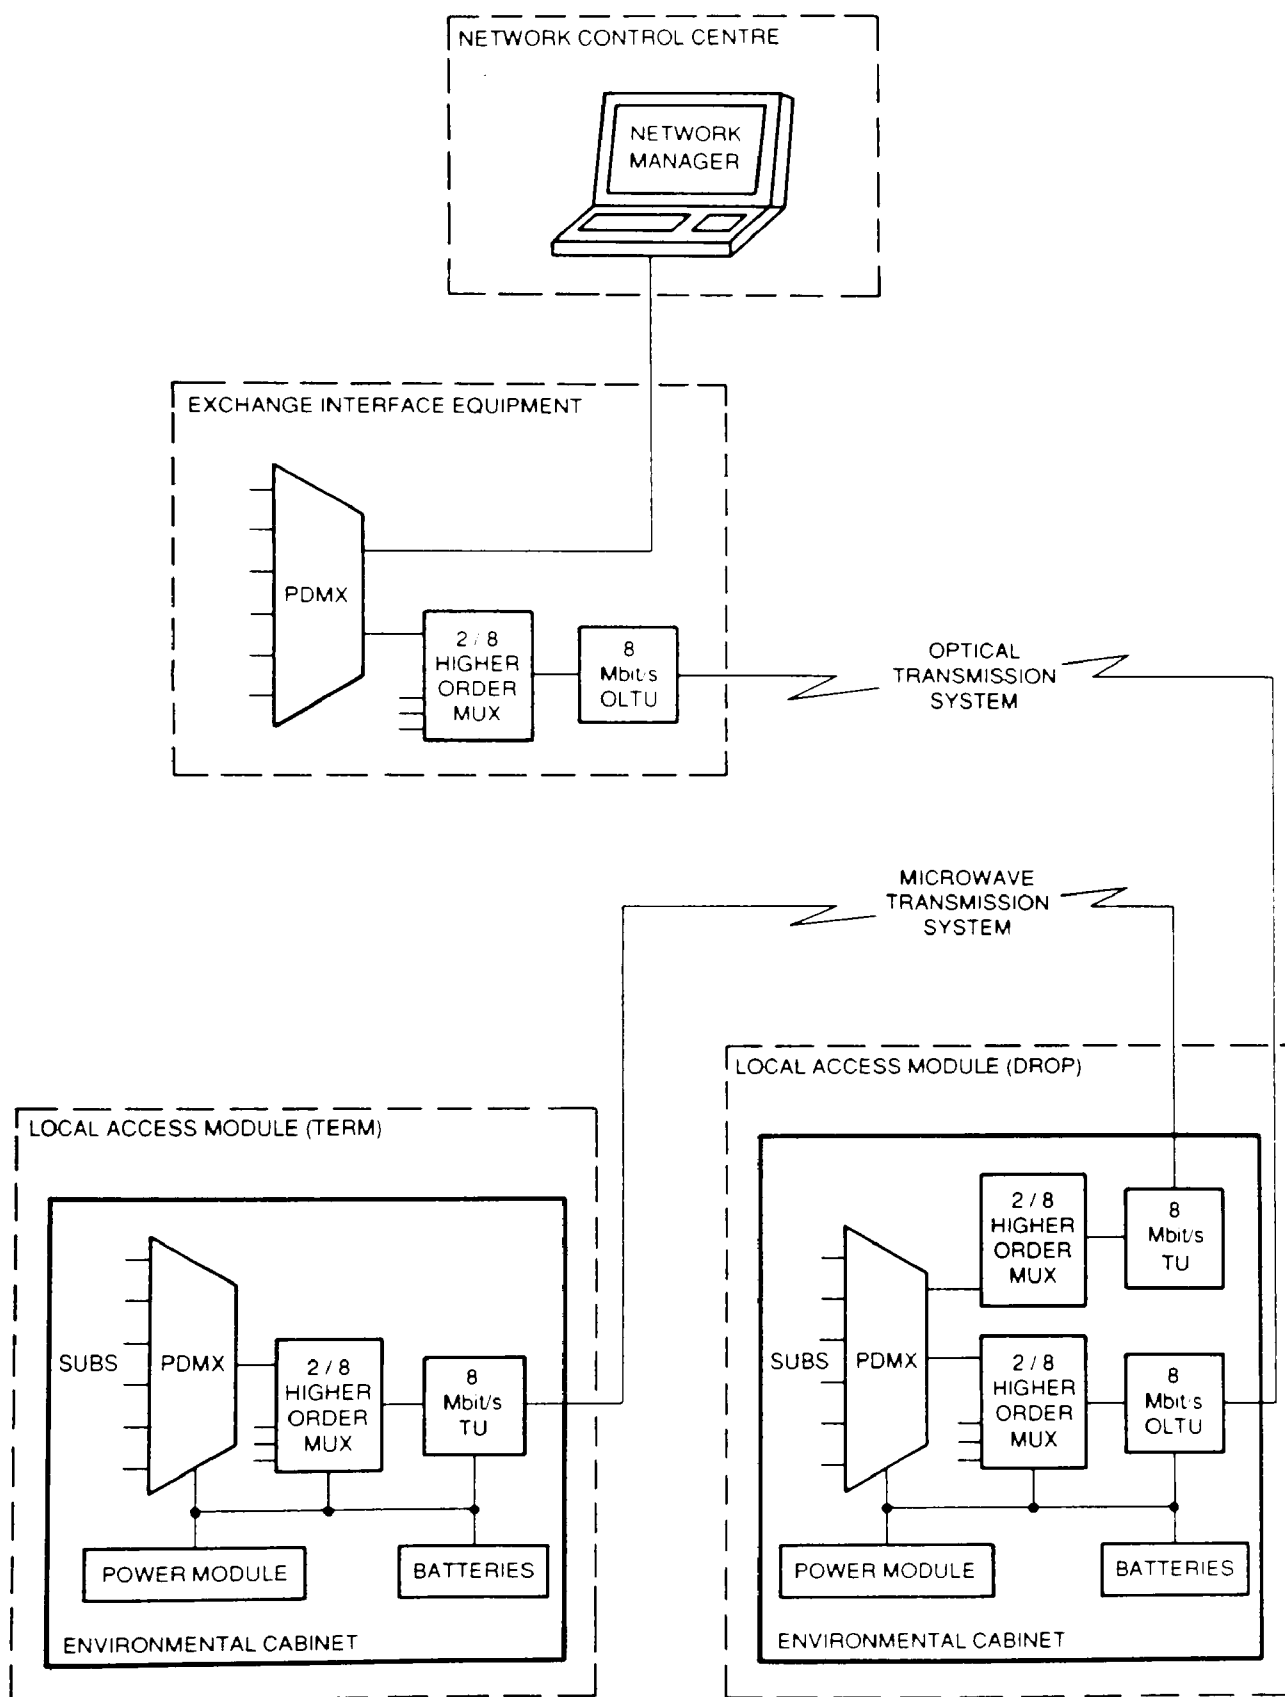 NETWORK CONTROL CENTRE
NETWORK
MANAGER
EXCHANGE INTERFACE EQUIPMENT
PDMX
2 / 8
HIGHER
ORDER
MUX
8
Mbit/s
OLTU
OPTICAL
TRANSMISSION
SYSTEM
MICROWAVE
TRANSMISSION
SYSTEM
LOCAL ACCESS MODULE (TERM)
SUBS
PDMX
2 / 8
HIGHER
ORDER
MUX
8
Mbit/s
TU
POWER MODULE
BATTERIES
ENVIRONMENTAL CABINET
LOCAL ACCESS MODULE (DROP)
2 / 8
HIGHER
ORDER
MUX
8
Mbit/s
TU
SUBS
PDMX
2 / 8
HIGHER
ORDER
MUX
8
Mbit/s
OLTU
POWER MODULE
BATTERIES
ENVIRONMENTAL CABINET